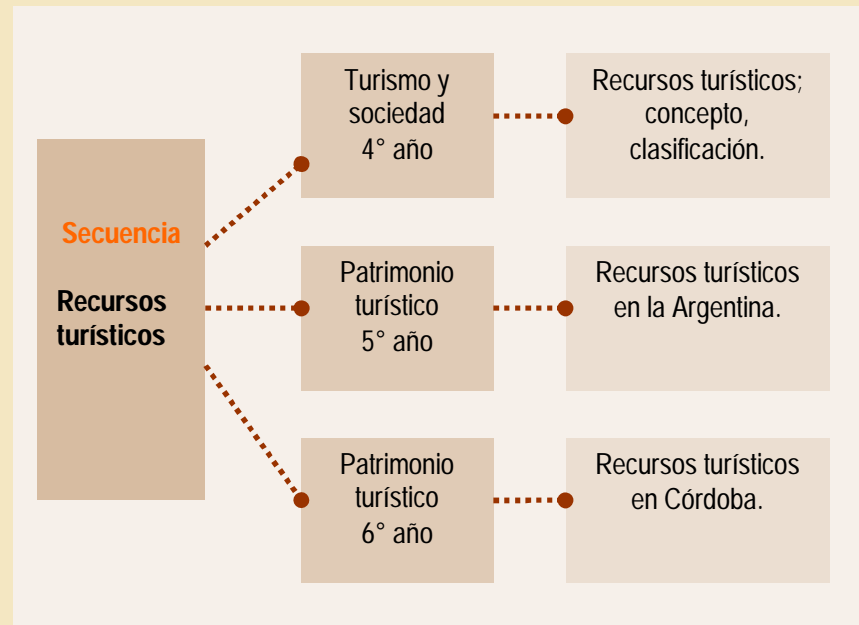 Secuencia
Recursos
turísticos
Turismo y
sociedad
4° año
Recursos turísticos;
concepto,
clasificación.
Patrimonio
turístico
5° año
Recursos turísticos
en la Argentina.
Patrimonio
turístico
6° año
Recursos turísticos
en Córdoba.